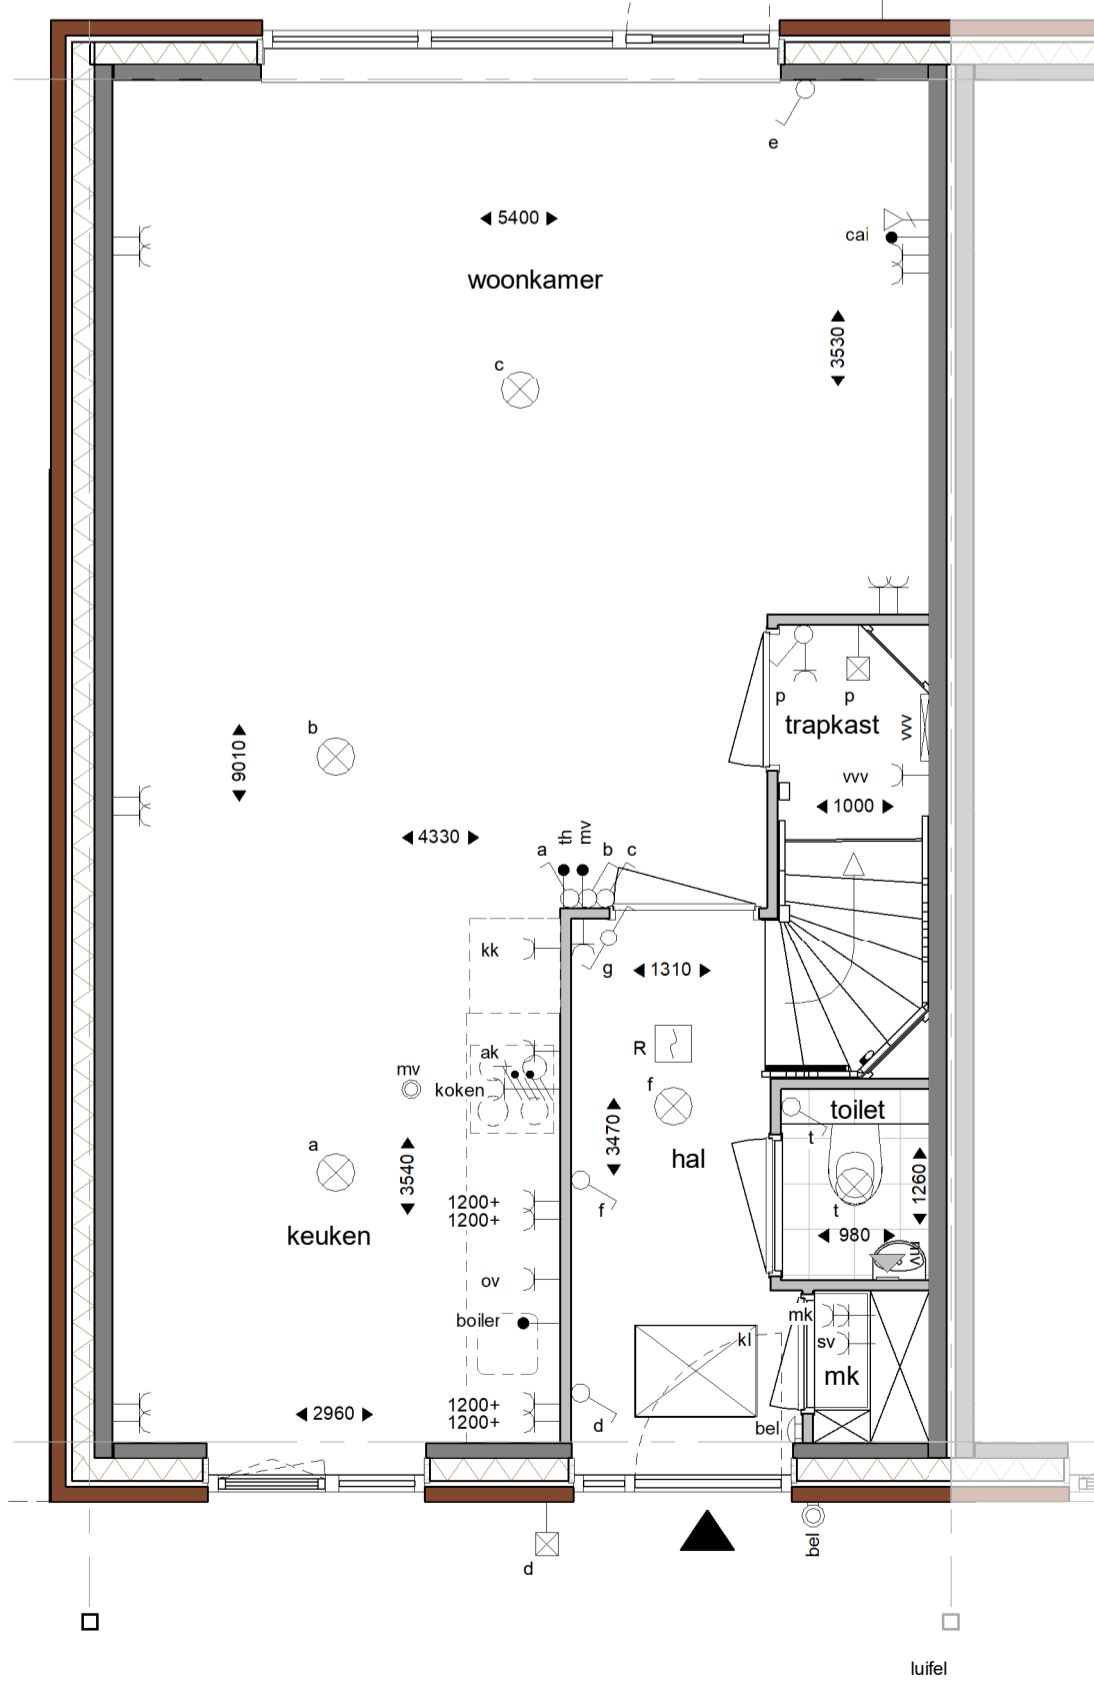 e
5400
cai
woonkamer
3530
c
p
p
trapkast
vvv
b
9010
vvv
1000
4330
a
th
mv
b
c
kk
g
1310
ak
R
mv
koken
f
toilet
t
3470
a
hal
3540
1260
1200+
1200+
f
t
980
keuken
mv
ov
boiler
mk
kl
sv
mk
1200+
1200+
2960
d
bel
bel
d
luifel